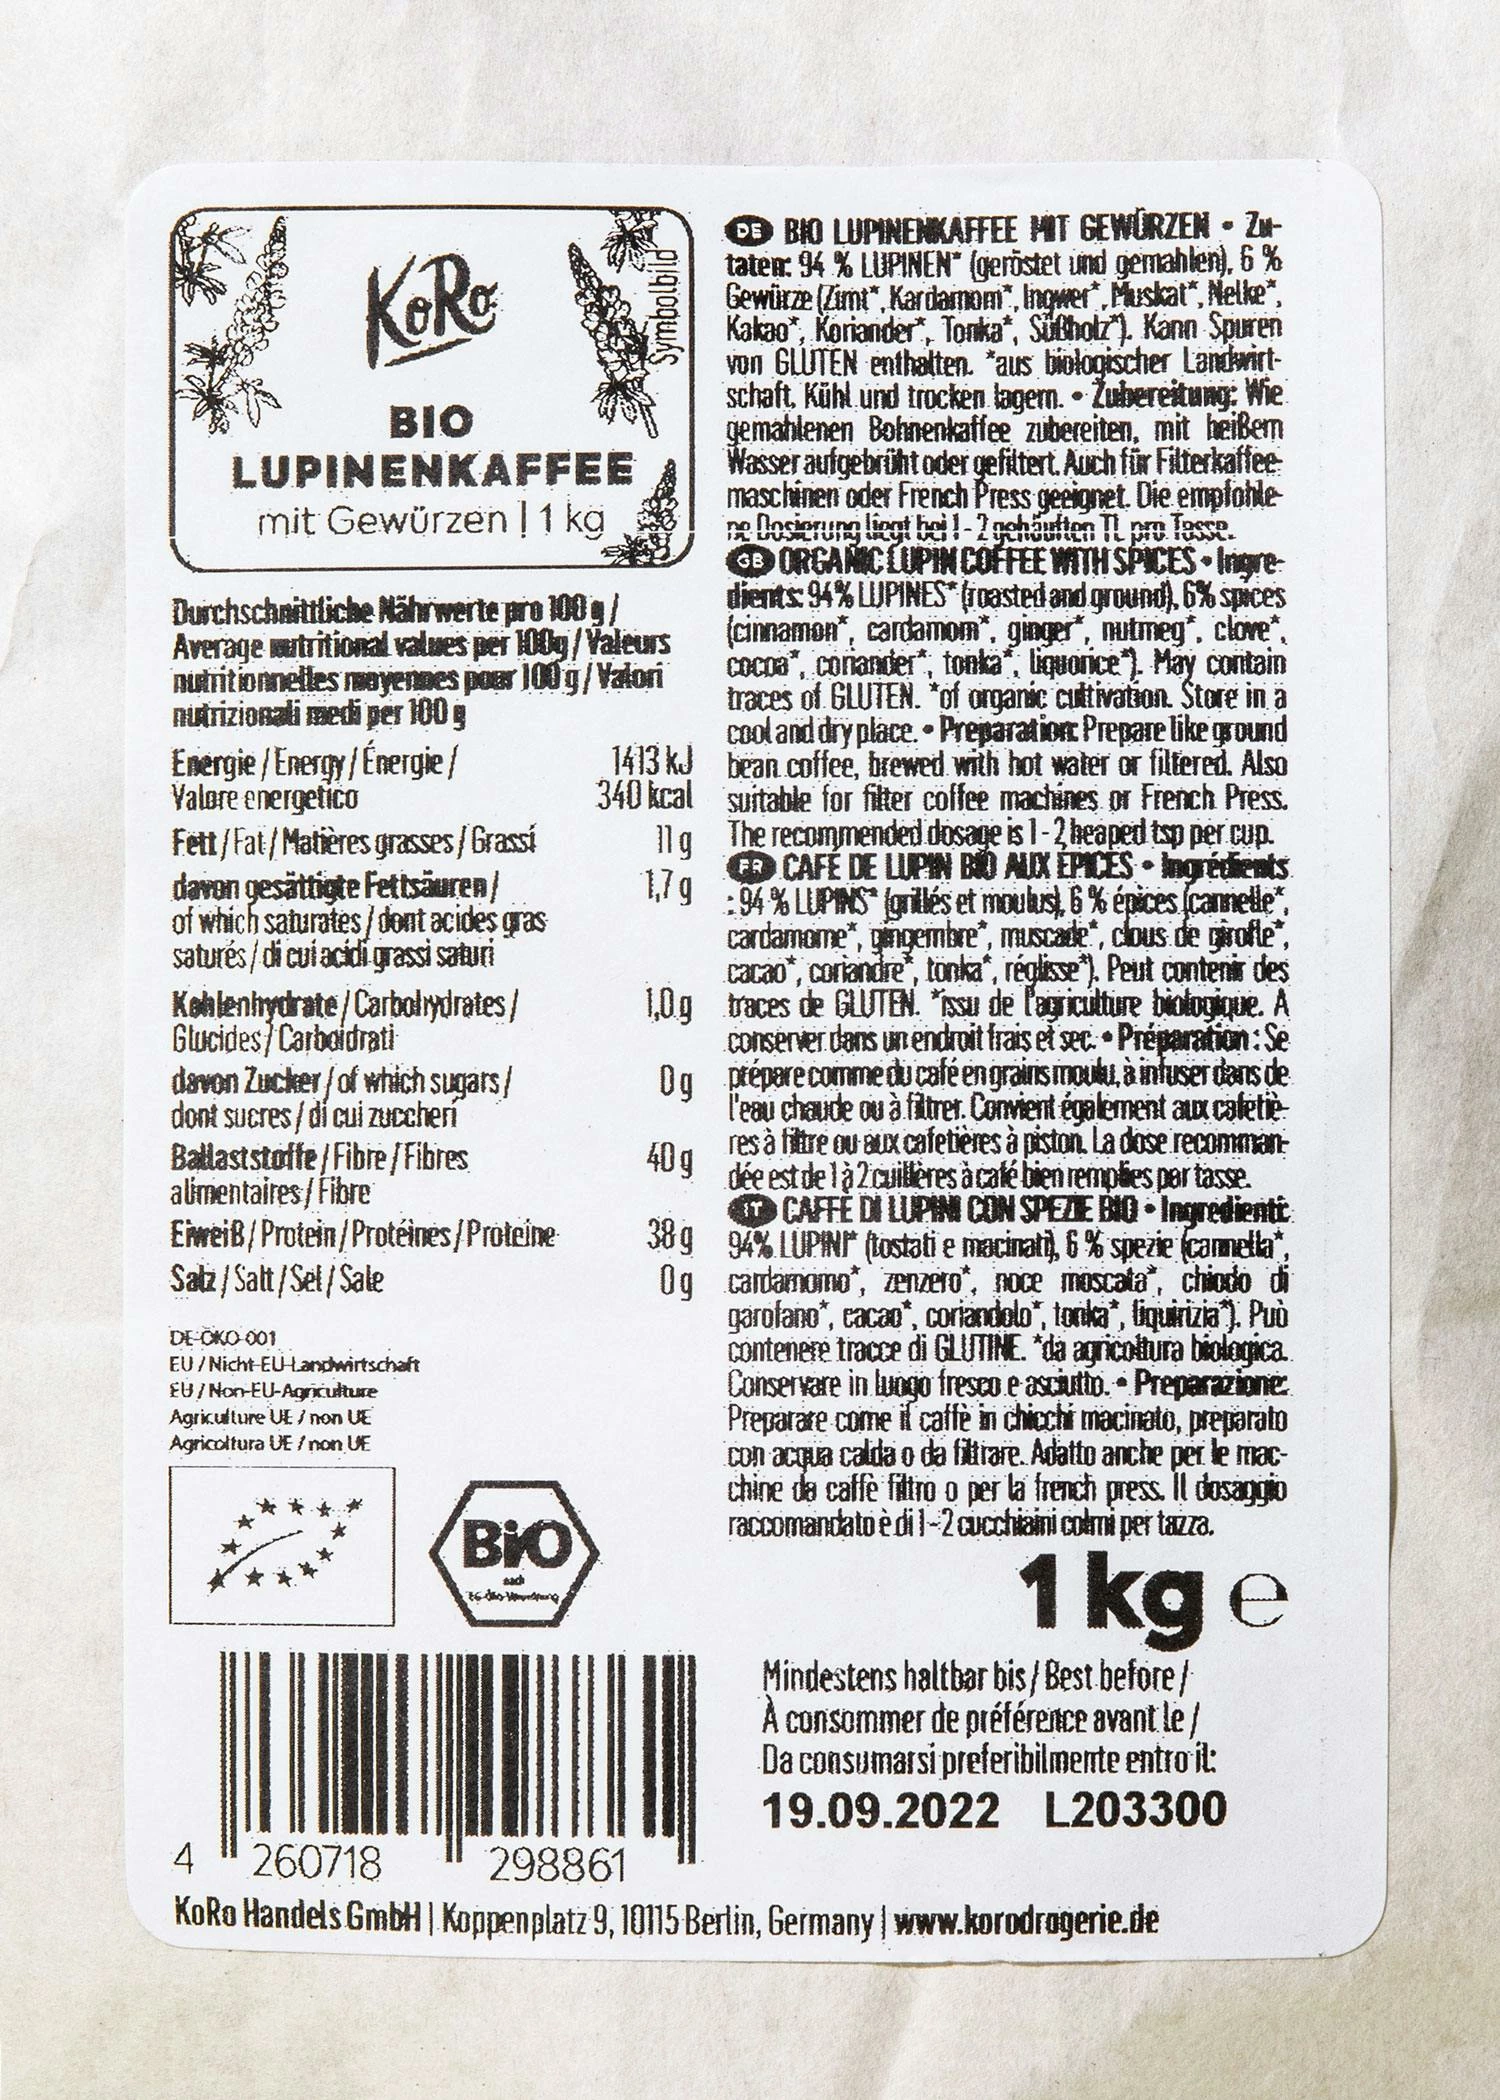 KoRo
Symbolbild
BIO
LUPINENKAFFEE
mit Gewürzen | 1 kg
Durchschnittliche Nährwerte pro 100 g /
Average nutritional values per 100g / Valeurs
nutritionnelles moyennes pour 100 g / Valori
nutrizionali medi per 100 g
Energie / Energy / Énergie / 1413 kJ
Valore energetico 340 kcal
Fett / Fat / Matières grasses / Grassi 11 g
davon gesättigte Fettsäuren / 1,7 g
of which saturates / dont acides gras
saturés / di cui acidi grassi saturi
Kohlenhydrate / Carbohydrates / 1,0 g
Glucides / Carboidrati
davon Zucker / of which sugars / 0 g
dont sucres / di cui zuccheri
Ballaststoffe / Fibre / Fibres 40 g
alimentaires / Fibre
Eiweiß / Protein / Protéines / Proteine 38 g
Salz / Salt / Sel / Sale 0 g
DE-ÖKO-001
EU / Nicht-EU-Landwirtschaft
EU / Non-EU-Agriculture
Agriculture UE / non UE
Agricoltura UE / non UE
BiO
nach
EG-Öko-Verordnung
4 260718 298861
DE BIO LUPINENKAFFEE MIT GEWÜRZEN • Zu-
taten: 94 % LUPINEN* (geröstet und gemahlen), 6 %
Gewürze (Zimt*, Kardamom*, Ingwer*, Muskat*, Nelke*,
Kakao*, Koriander*, Tonka*, Süßholz*). Kann Spuren
von GLUTEN enthalten. *aus biologischer Landwirt-
schaft. Kühl und trocken lagern. • Zubereitung: Wie
gemahlenen Bohnenkaffee zubereiten, mit heißem
Wasser aufgebrüht oder gefiltert. Auch für Filterkaffee-
maschinen oder French Press geeignet. Die empfohle-
ne Dosierung liegt bei 1 - 2 gehäuften TL pro Tasse.
GB ORGANIC LUPIN COFFEE WITH SPICES • Ingre-
dients: 94% LUPINES* (roasted and ground), 6% spices
(cinnamon*, cardamom*, ginger*, nutmeg*, clove*,
cocoa*, coriander*, tonka*, liquorice*). May contain
traces of GLUTEN. *of organic cultivation. Store in a
cool and dry place. • Preparation: Prepare like ground
bean coffee, brewed with hot water or filtered. Also
suitable for filter coffee machines or French Press.
The recommended dosage is 1 - 2 heaped tsp per cup.
FR CAFÉ DE LUPIN BIO AUX ÉPICES • Ingrédients
: 94 % LUPINS* (grillés et moulus), 6 % épices (cannelle*,
cardamome*, gingembre*, muscade*, clous de girofle*,
cacao*, coriandre*, tonka*, réglisse*). Peut contenir des
traces de GLUTEN. *issu de l'agriculture biologique. A
conserver dans un endroit frais et sec. • Préparation : Se
prépare comme du café en grains moulu, à infuser dans de
l'eau chaude ou à filtrer. Convient également aux cafetiè-
res à filtre ou aux cafetières à piston. La dose recomman-
dée est de 1 à 2 cuillères à café bien remplies par tasse.
IT CAFFÈ DI LUPINI CON SPEZIE BIO • Ingredienti:
94% LUPINI* (tostati e macinati), 6 % spezie (cannella*,
cardamomo*, zenzero*, noce moscata*, chiodo di
garofano*, cacao*, coriandolo*, tonka*, liquirizia*). Può
contenere tracce di GLUTINE. *da agricoltura biologica.
Conservare in luogo fresco e asciutto. • Preparazione:
Preparare come il caffè in chicchi macinato, preparato
con acqua calda o da filtrare. Adatto anche per le mac-
chine da caffè filtro o per la french press. Il dosaggio
raccomandato è di 1 - 2 cucchiaini colmi per tazza.
1 kg ℮
Mindestens haltbar bis / Best before /
À consommer de préférence avant le /
Da consumarsi preferibilmente entro il:
19.09.2022 L203300
KoRo Handels GmbH | Koppenplatz 9, 10115 Berlin, Germany | www.korodrogerie.de